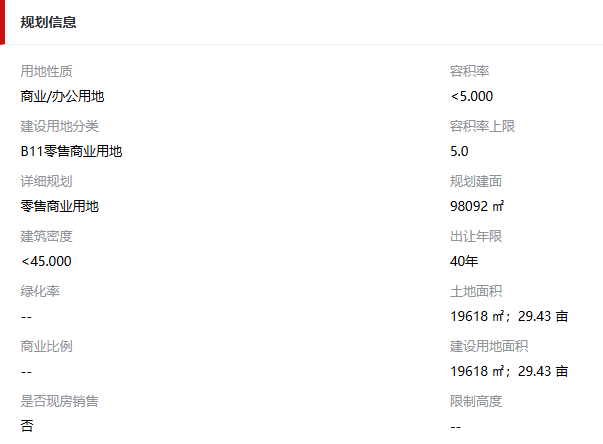 规划信息
用地性质
容积率
商业/办公用地
<5.000
建设用地分类
容积率上限
B11零售商业用地
5.0
详细规划
规划建面
零售商业用地
98092 ㎡
建筑密度
出让年限
<45.000
40年
绿化率
土地面积
--
19618 ㎡；29.43 亩
商业比例
建设用地面积
--
19618 ㎡；29.43 亩
是否现房销售
限制高度
否
--